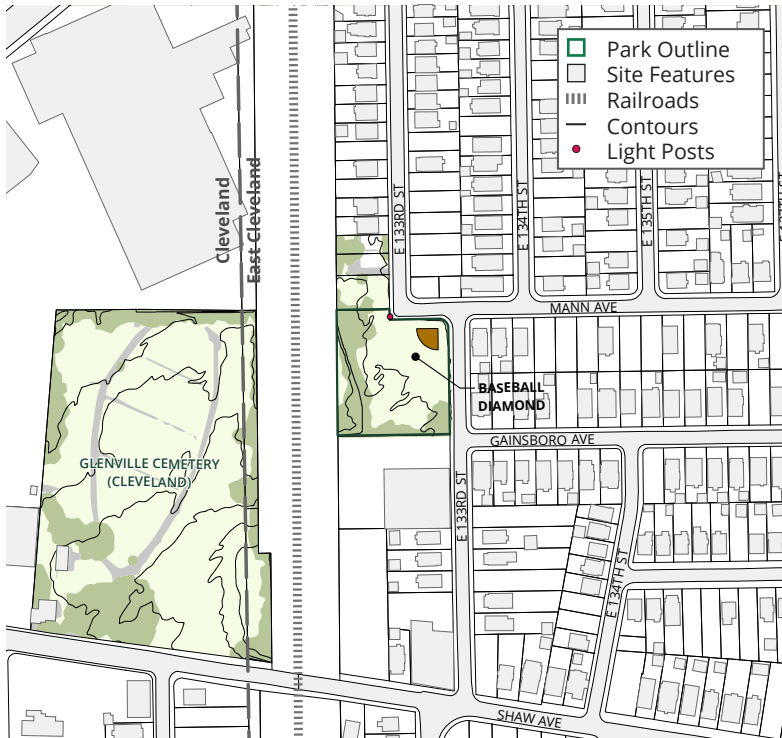 Park Outline
Site Features
Railroads
Contours
Light Posts
Cleveland
East Cleveland
E 133RD ST
E 134TH ST
E 135TH ST
MANN AVE
BASEBALL
DIAMOND
GAINSBORO AVE
GLENVILLE CEMETERY
(CLEVELAND)
E 133RD ST
E 134TH ST
SHAW AVE